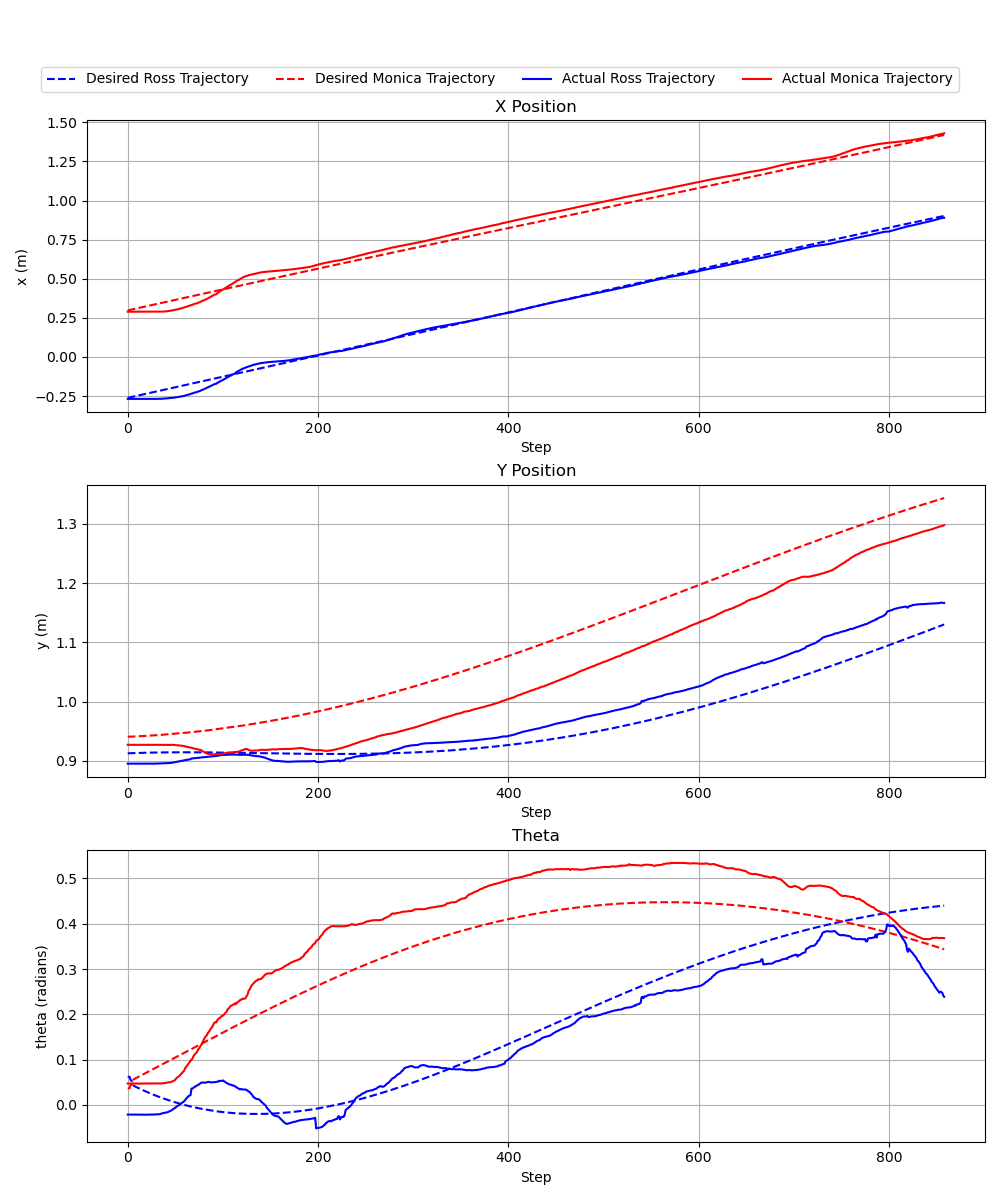 Desired Ross Trajectory Desired Monica Trajectory Actual Ross Trajectory Actual Monica Trajectory
X Position
1.50
1.25
1.00
0.75
0.50
0.25
0.00
−0.25
x (m)
0 200 400 600 800
Step
Y Position
1.3
1.2
1.1
1.0
0.9
y (m)
0 200 400 600 800
Step
Theta
0.5
0.4
0.3
0.2
0.1
0.0
theta (radians)
0 200 400 600 800
Step